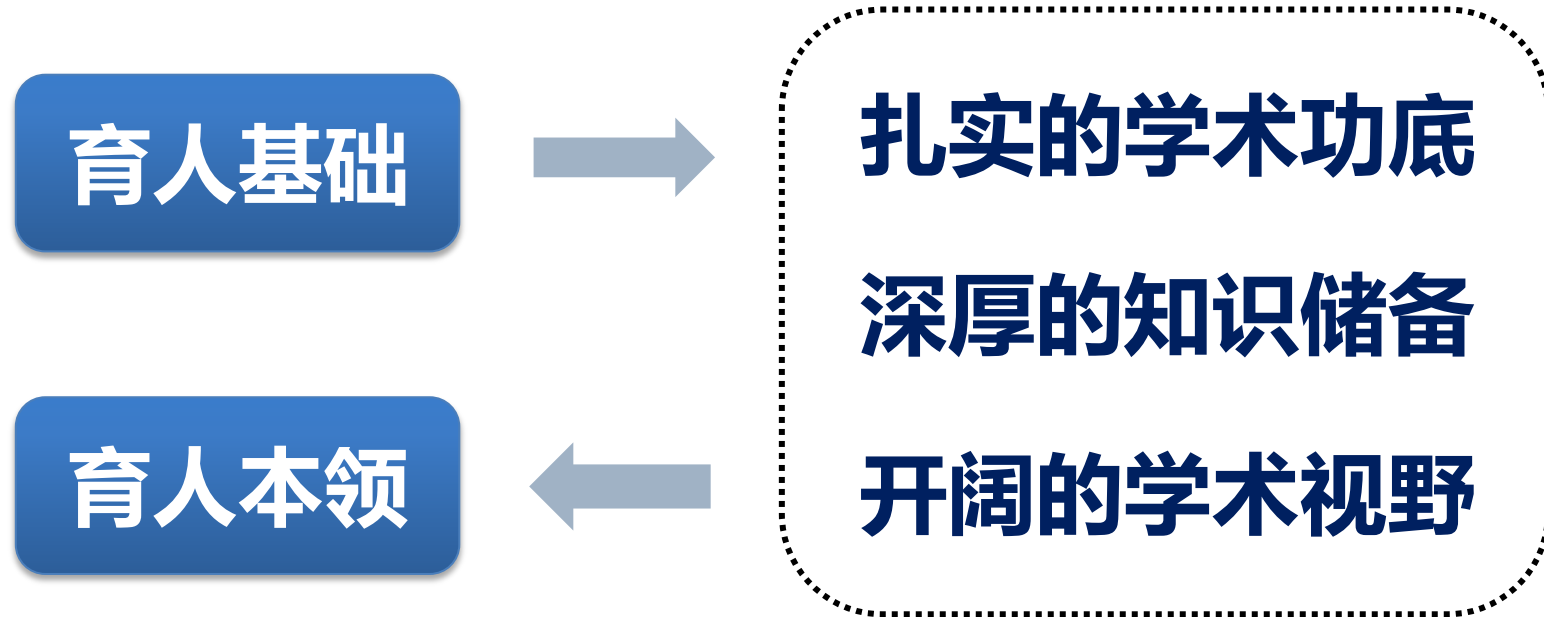 育人基础
育人本领
扎实的学术功底
深厚的知识储备
开阔的学术视野